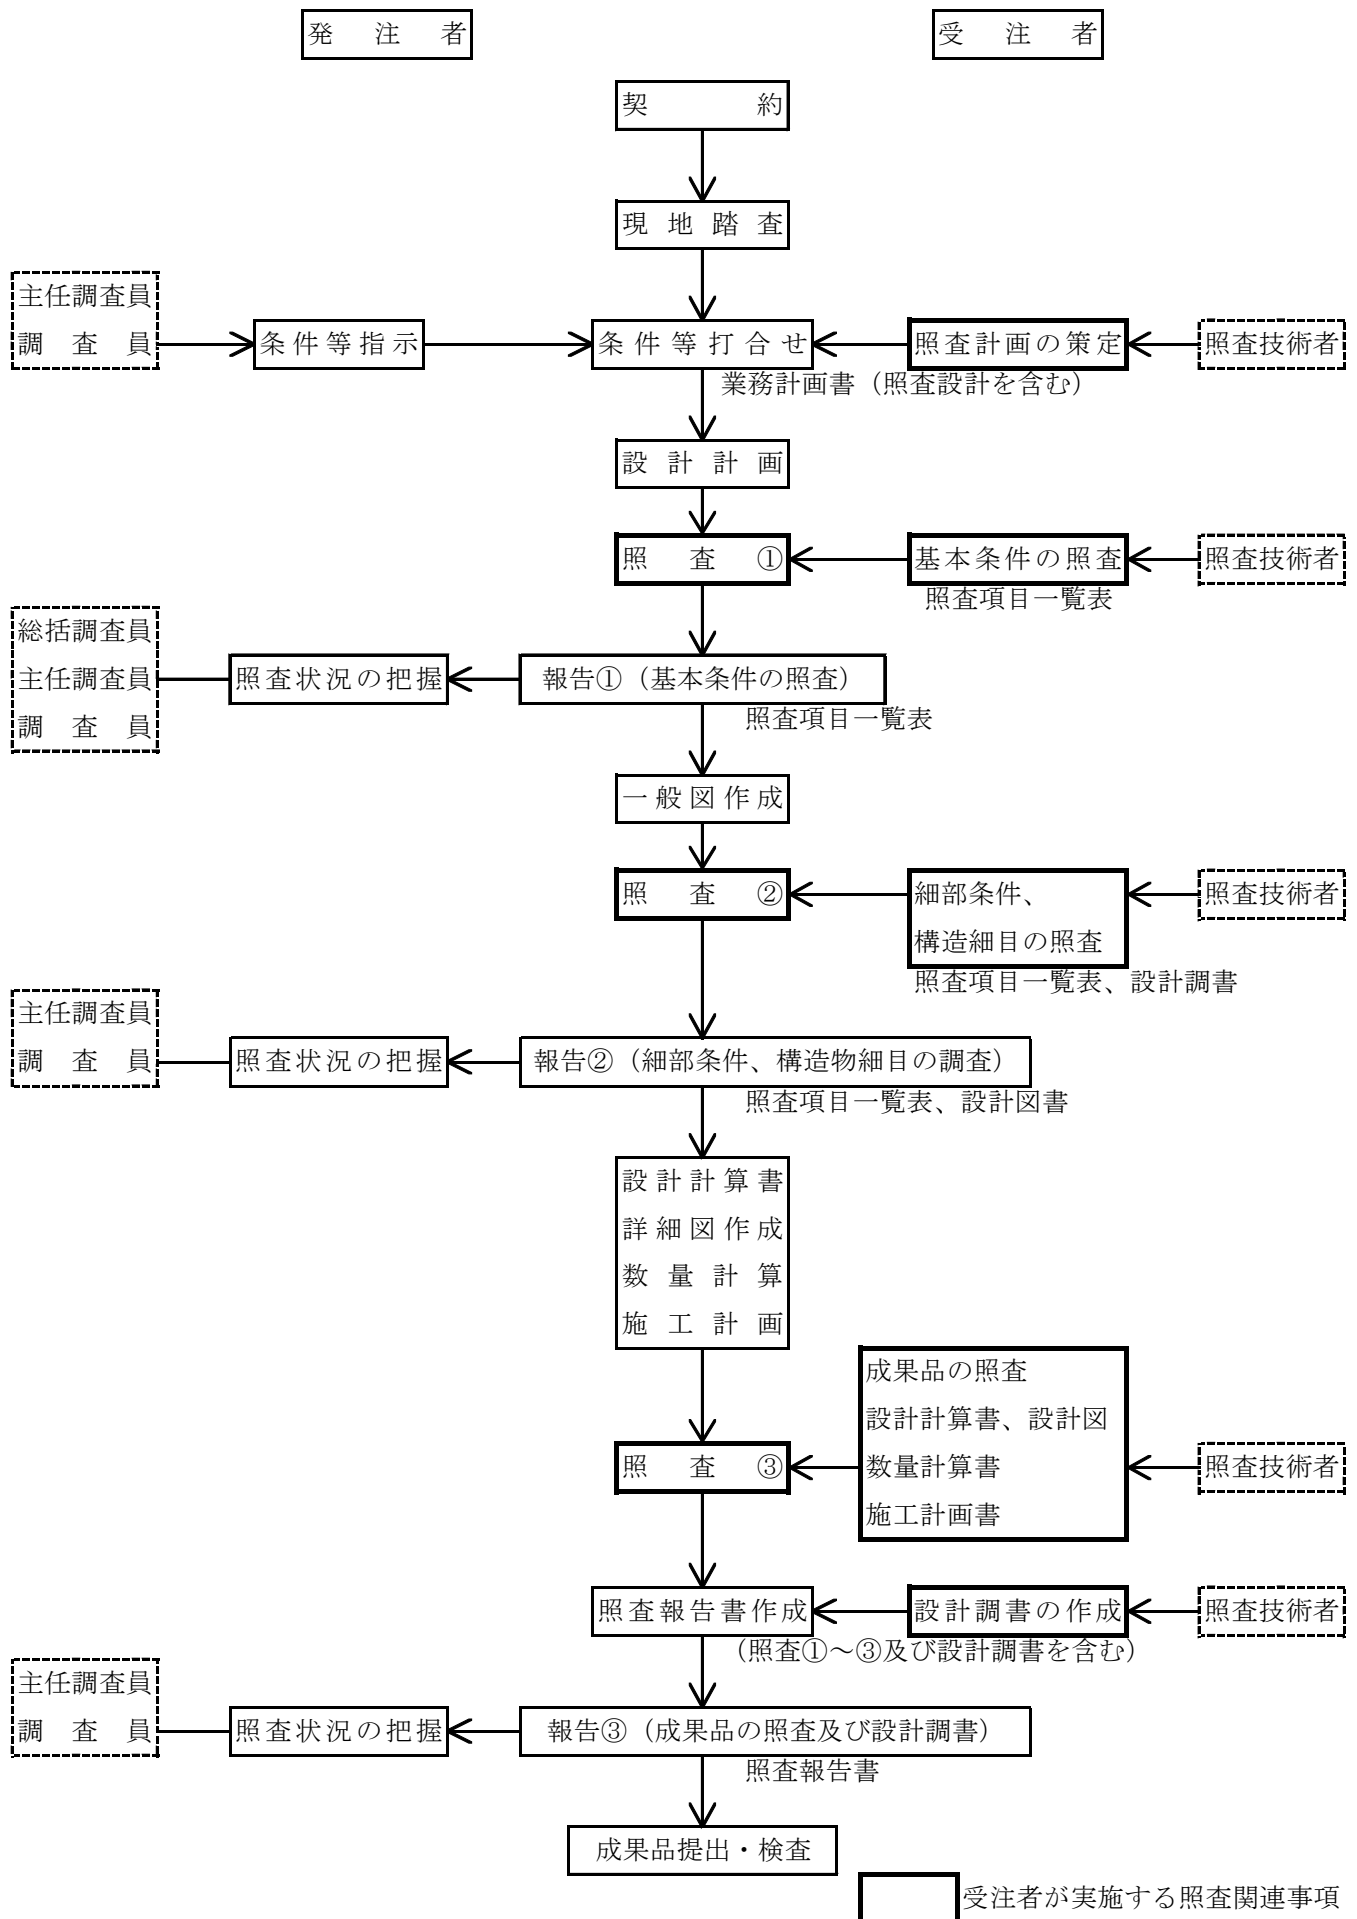 発注者
受注者
契約
現地踏査
主任調査員
調査員
条件等指示
条件等打合せ
照査計画の策定
照査技術者
業務計画書（照査設計を含む）
設計計画
照査①
基本条件の照査
照査技術者
照査項目一覧表
総括調査員
主任調査員
調査員
照査状況の把握
報告①（基本条件の照査）
照査項目一覧表
一般図作成
照査②
細部条件、
構造細目の照査
照査技術者
照査項目一覧表、設計調書
主任調査員
調査員
照査状況の把握
報告②（細部条件、構造物細目の調査）
照査項目一覧表、設計図書
設計計算書
詳細図作成
数量計算
施工計画
成果品の照査
設計計算書、設計図
数量計算書
施工計画書
照査③
照査技術者
照査報告書作成
設計調書の作成
照査技術者
（照査①～③及び設計調書を含む）
主任調査員
調査員
照査状況の把握
報告③（成果品の照査及び設計調書）
照査報告書
成果品提出・検査
受注者が実施する照査関連事項